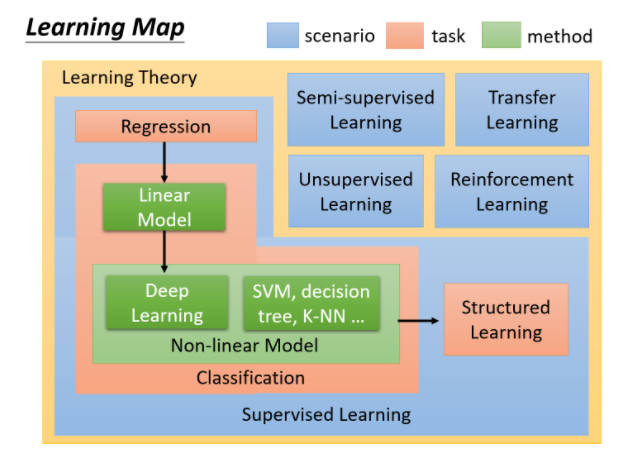 Learning Map
scenario
task
method
Learning Theory
Semi-supervised
Learning
Transfer
Learning
Regression
Unsupervised
Learning
Reinforcement
Learning
Linear
Model
Deep
Learning
SVM, decision
tree, K-NN ...
Structured
Learning
Non-linear Model
Classification
Supervised Learning